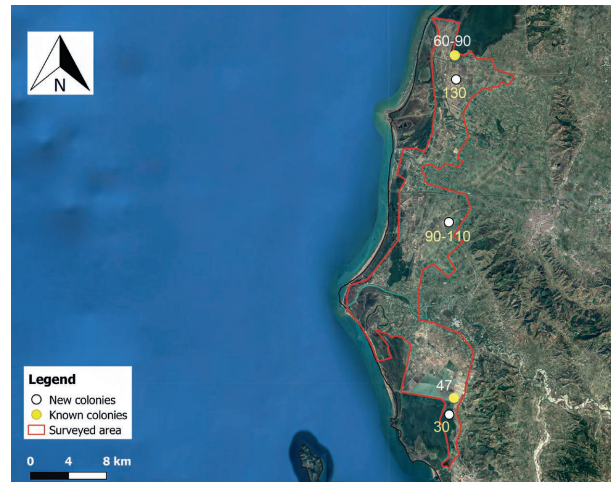 60-90
N
130
90-110
47
30
Legend
New colonies
Known colonies
Surveyed area
0 4 8 km